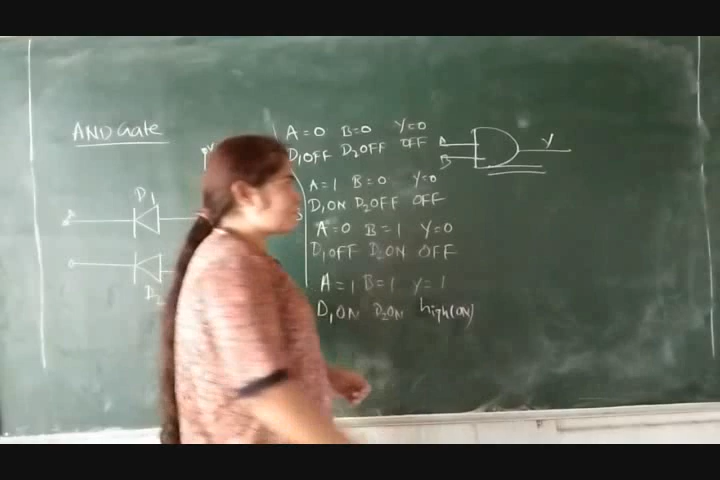 AND Gate
A=0 B=0 Y=0
D₁OFF D₂OFF OFF
A=1 B=0 Y=0
D₁ON D₂OFF OFF
A=0 B=1 Y=0
D₁OFF D₂ON OFF
A=1 B=1 Y=1
D₁ON D₂ON high(ON)
D1
D2
A
B
Y